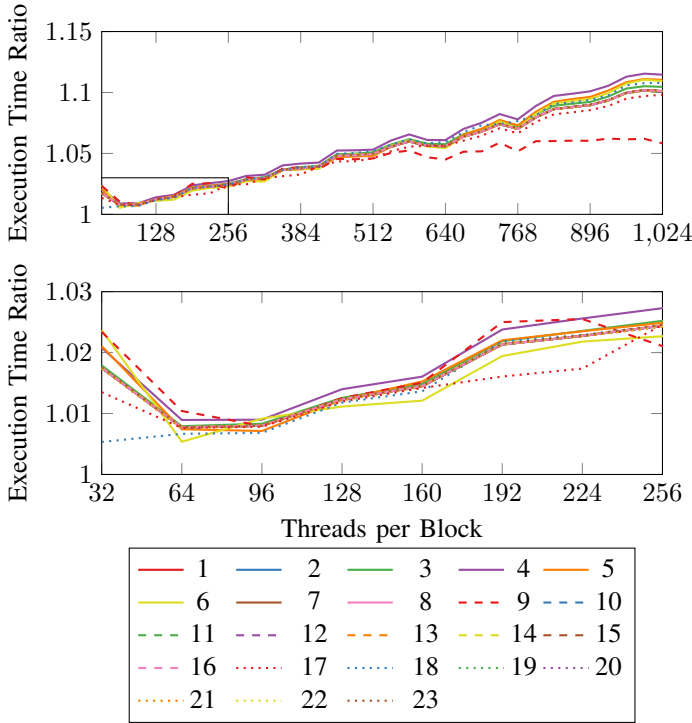 1.15
1.1
1.05
1
Execution Time Ratio
128 256 384 512 640 768 896 1,024
1.03
1.02
1.01
1
Execution Time Ratio
32 64 96 128 160 192 224 256
Threads per Block
1 2 3 4 5
6 7 8 9 10
11 12 13 14 15
16 17 18 19 20
21 22 23